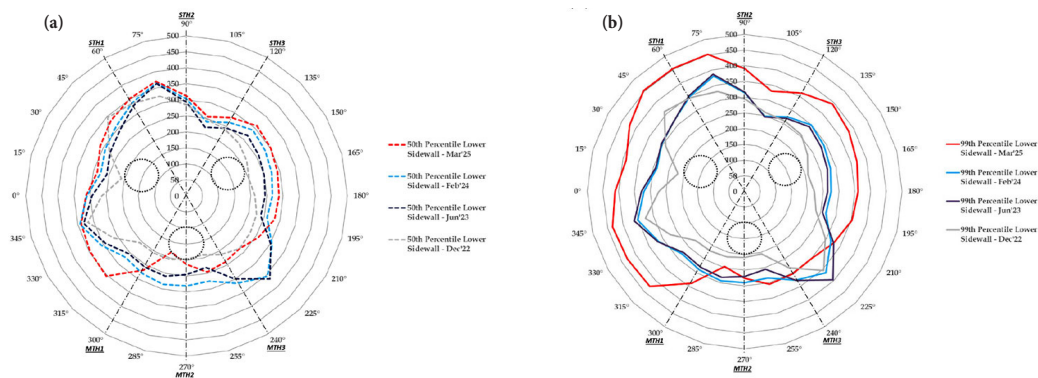 (a)
STH2
90°
75°
105°
STH1
60°
STH3
120°
45°
135°
30°
150°
15°
165°
0°
180°
345°
195°
330°
210°
315°
225°
300°
MTH1
240°
MTH3
285°
255°
270°
MTH2
500
450
400
350
300
250
200
150
100
50
0
50th Percentile Lower
Sidewall - Mar'25
50th Percentile Lower
Sidewall - Feb'24
50th Percentile Lower
Sidewall - Jun'23
50th Percentile Lower
Sidewall - Dec'22
(b)
STH2
90°
75°
105°
STH1
60°
STH3
120°
45°
135°
30°
150°
15°
165°
0°
180°
345°
195°
330°
210°
315°
225°
300°
MTH1
240°
MTH3
285°
255°
270°
MTH2
500
450
400
350
300
250
200
150
100
50
0
99th Percentile Lower
Sidewall - Mar'25
99th Percentile Lower
Sidewall - Feb'24
99th Percentile Lower
Sidewall - Jun'23
99th Percentile Lower
Sidewall - Dec'22